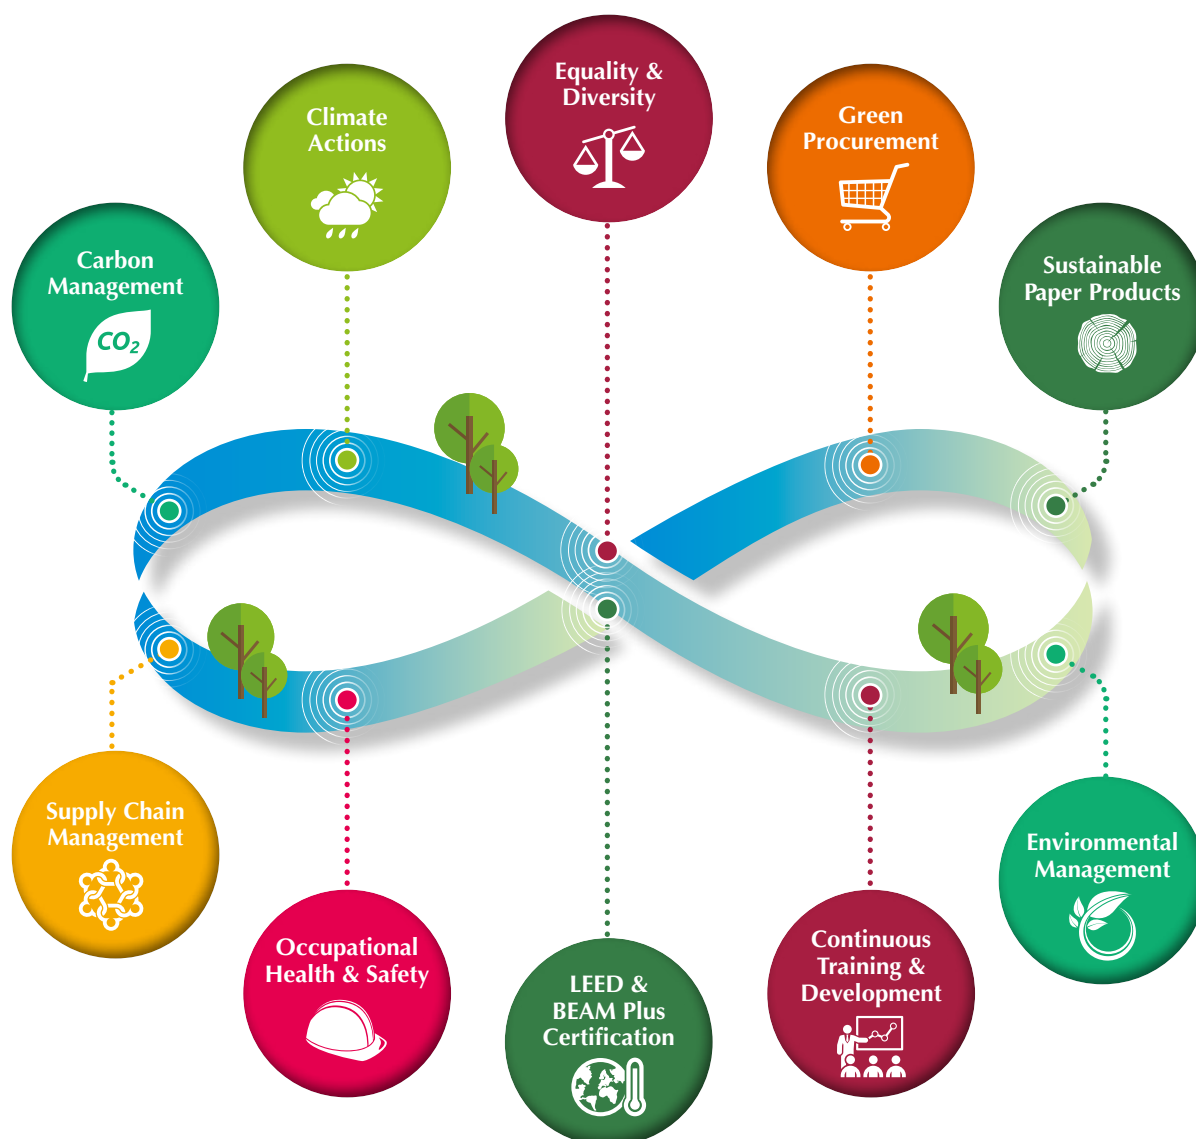 Equality &
Diversity
Climate
Actions
Green
Procurement
Carbon
Management
CO₂
Sustainable
Paper Products
Supply Chain
Management
Environmental
Management
Occupational
Health & Safety
LEED &
BEAM Plus
Certification
Continuous
Training &
Development